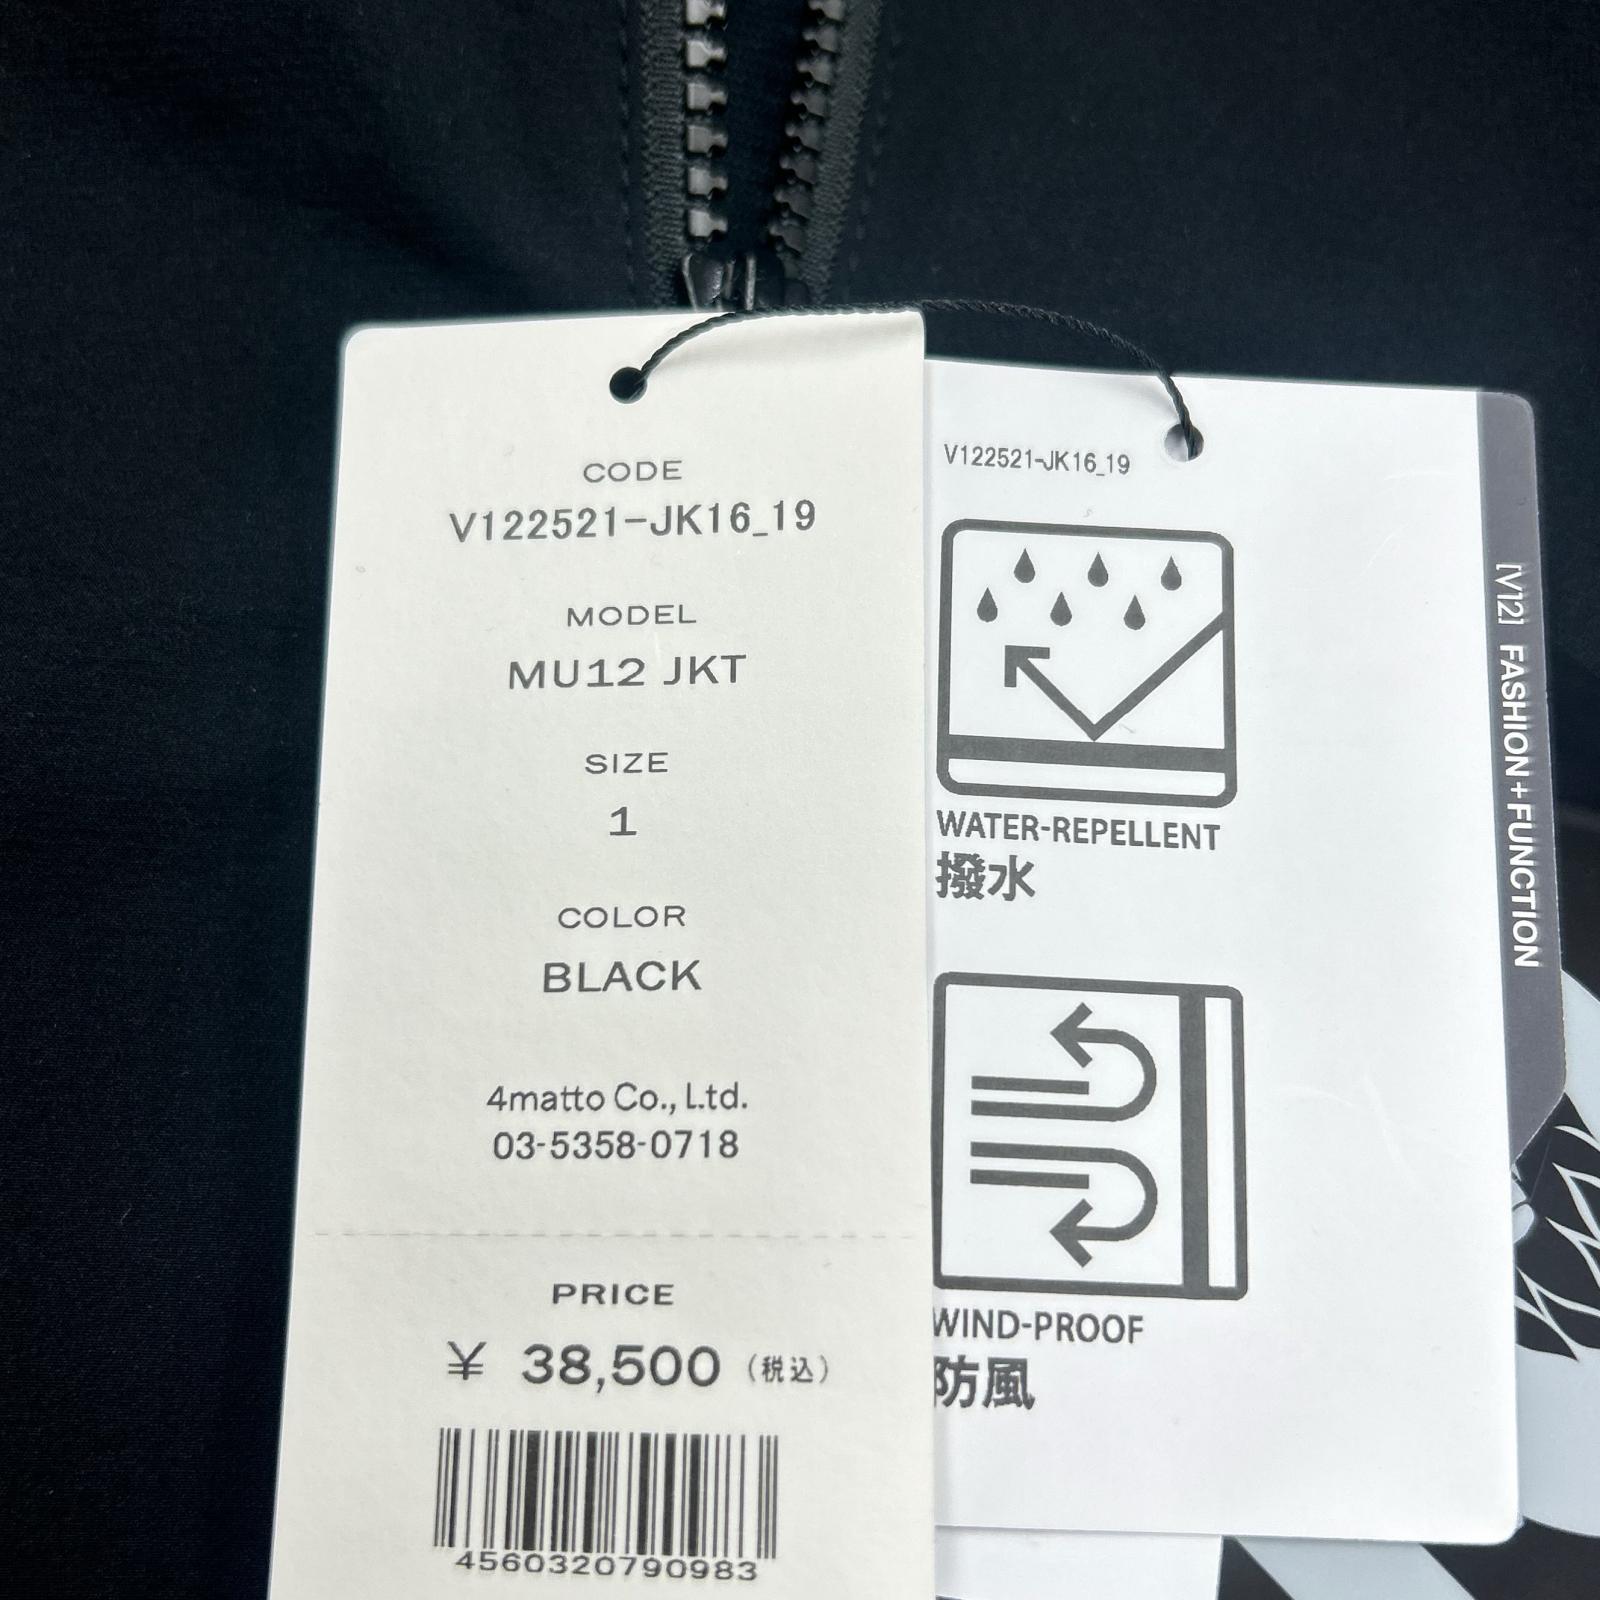 CODE
V122521-JK16_19
MODEL
MU12 JKT
SIZE
1
COLOR
BLACK
4matto Co., Ltd.
03-5358-0718
PRICE
¥ 38,500 (税込)
4560320790983
V122521-JK16_19
WATER-REPELLENT
撥水
WIND-PROOF
防風
[V12] FASHION+FUNCTION